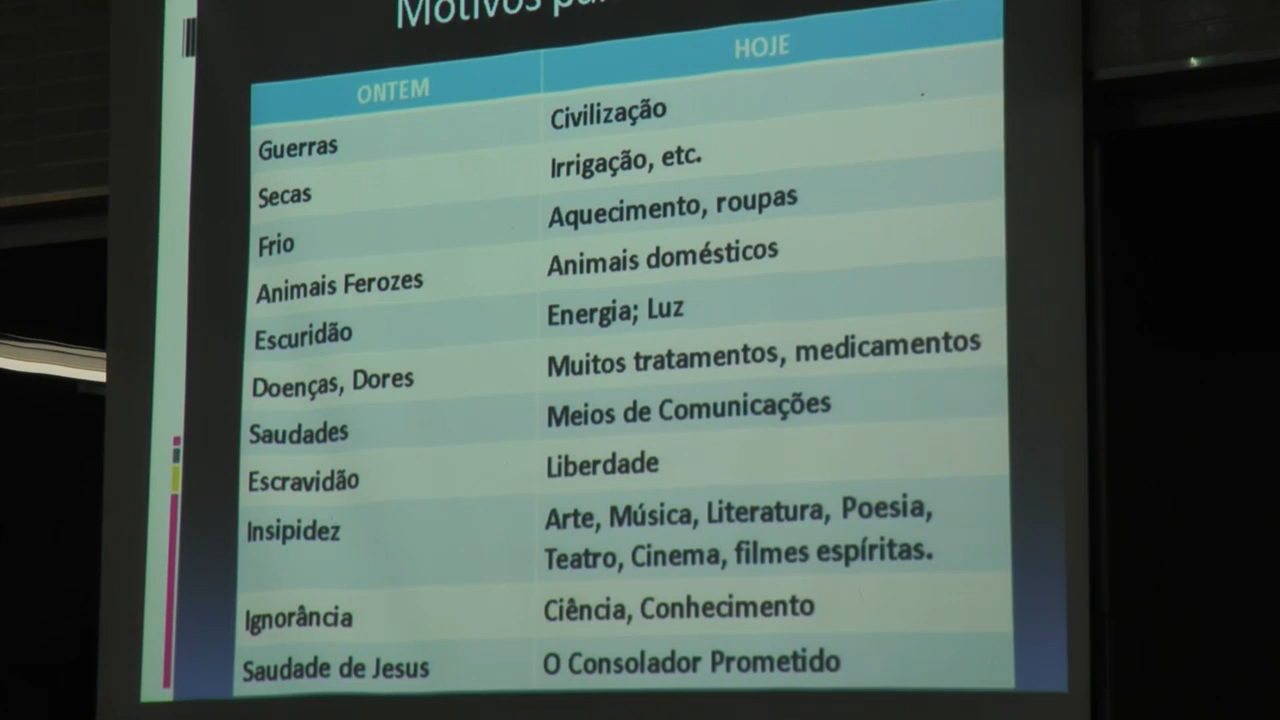 Motivos
ONTEM HOJE
Guerras Civilização
Secas Irrigação, etc.
Frio Aquecimento, roupas
Animais Ferozes Animais domésticos
Escuridão Energia; Luz
Doenças, Dores Muitos tratamentos, medicamentos
Saudades Meios de Comunicações
Escravidão Liberdade
Insipidez Arte, Música, Literatura, Poesia,
Teatro, Cinema, filmes espíritas.
Ignorância Ciência, Conhecimento
Saudade de Jesus O Consolador Prometido